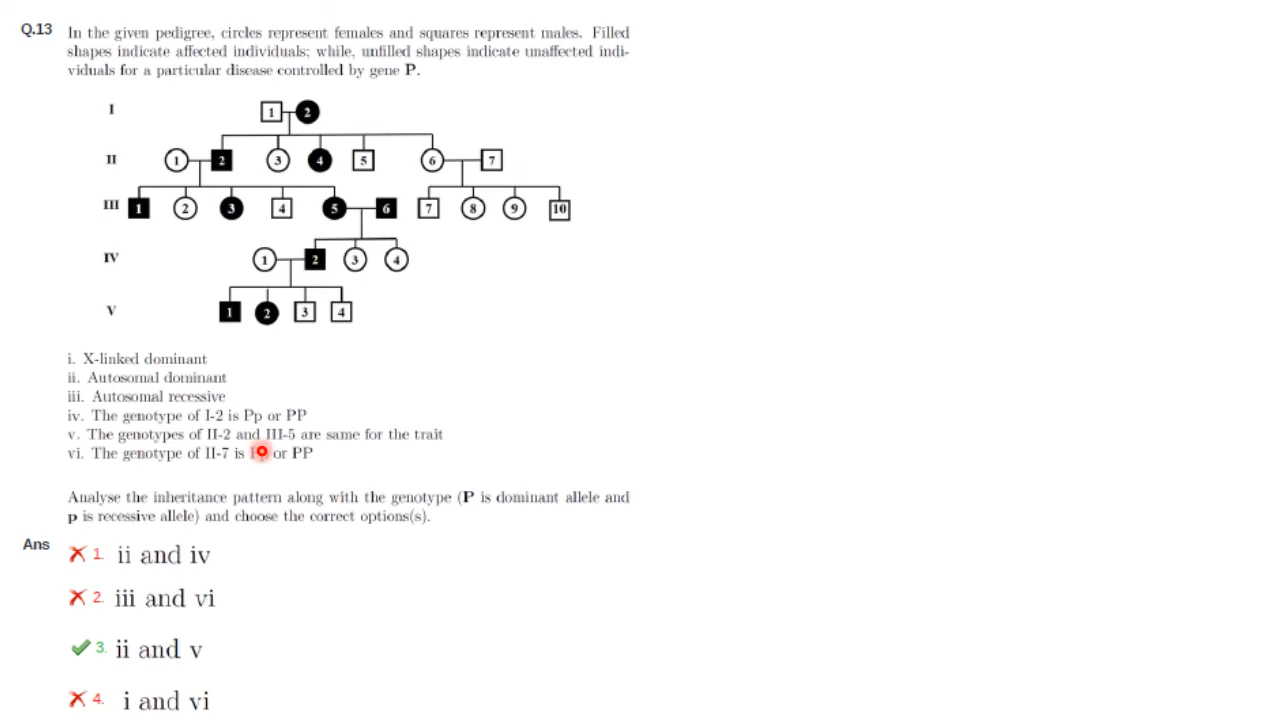 Q.13 In the given pedigree, circles represent females and squares represent males. Filled
shapes indicate affected individuals; while, unfilled shapes indicate unaffected indi-
viduals for a particular disease controlled by gene P.
I 1 2
II 1 2 3 4 5 6 7
III 1 2 3 4 5 6 7 8 9 10
IV 1 2 3 4
V 1 2 3 4
i. X-linked dominant
ii. Autosomal dominant
iii. Autosomal recessive
iv. The genotype of I-2 is Pp or PP
v. The genotypes of II-2 and III-5 are same for the trait
vi. The genotype of II-7 is or PP
Analyse the inheritance pattern along with the genotype (P is dominant allele and
p is recessive allele) and choose the correct options(s).
Ans 1. ii and iv
2. iii and vi
3. ii and v
4. i and vi